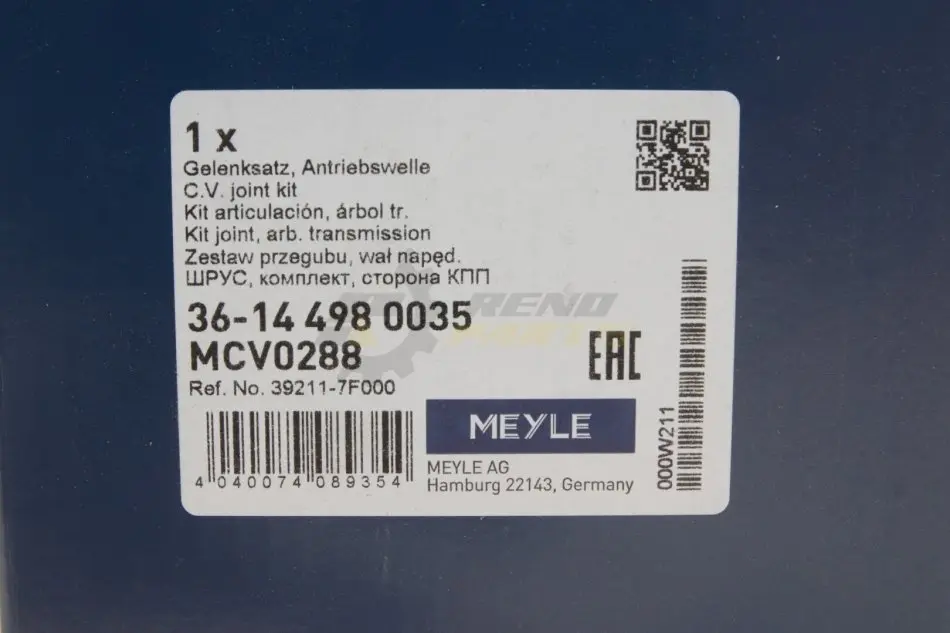 1 x
Gelenksatz, Antriebswelle
C.V. joint kit
Kit articulación, árbol tr.
Kit joint, arb. transmission
Zestaw przegubu, wał napęd.
ШРУС, комплект, сторона КПП
36-14 498 0035
MCV0288
Ref. No. 39211-7F000
4 040074 089354
EAC
MEYLE
MEYLE AG
Hamburg 22143, Germany
000W211
RENO
PARTS